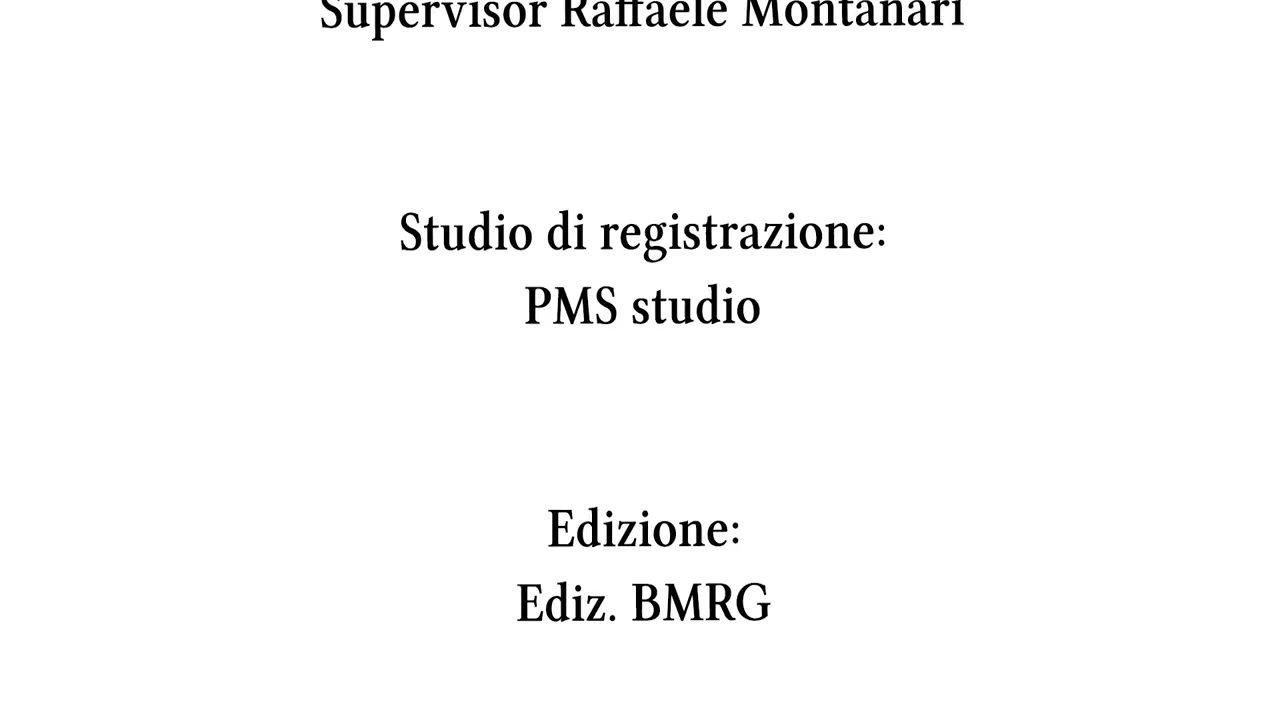 Supervisor Raffaele Montanari
Studio di registrazione:
PMS studio
Edizione:
Ediz. BMRG